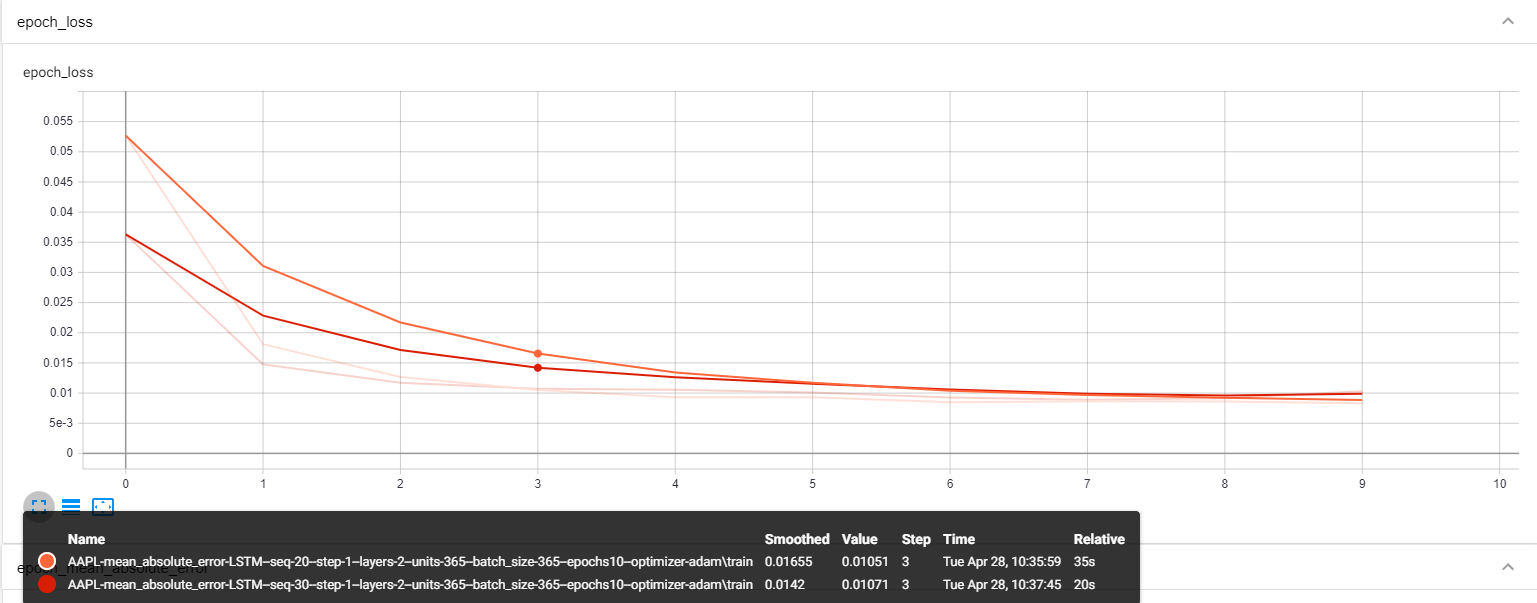 epoch_loss
epoch_loss
0.055
0.05
0.045
0.04
0.035
0.03
0.025
0.02
0.015
0.01
5e-3
0
0 1 2 3 4 5 6 7 8 9 10
epoch_mean_absolute_error
Name Smoothed Value Step Time Relative
AAPL-mean_absolute_error-LSTM--seq-20--step-1--layers-2--units-365--batch_size-365--epochs10--optimizer-adam\train 0.01655 0.01051 3 Tue Apr 28, 10:35:59 35s
AAPL-mean_absolute_error-LSTM--seq-30--step-1--layers-2--units-365--batch_size-365--epochs10--optimizer-adam\train 0.0142 0.01071 3 Tue Apr 28, 10:37:45 20s